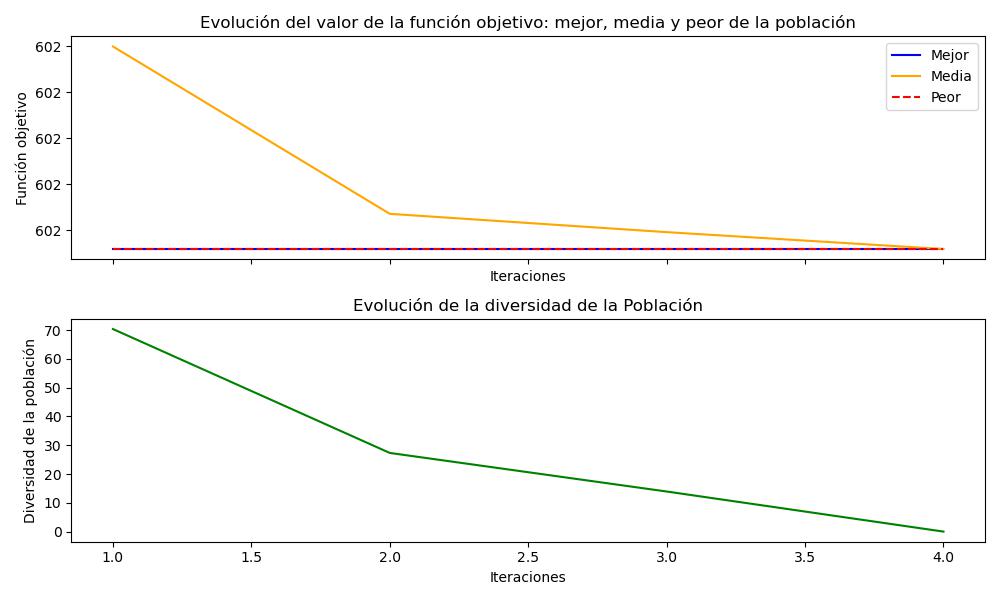 Evolución del valor de la función objetivo: mejor, media y peor de la población
602
602
602
602
602
Función objetivo
Mejor
Media
Peor
Iteraciones
Evolución de la diversidad de la Población
70
60
50
40
30
20
10
0
Diversidad de la población
1.0 1.5 2.0 2.5 3.0 3.5 4.0
Iteraciones